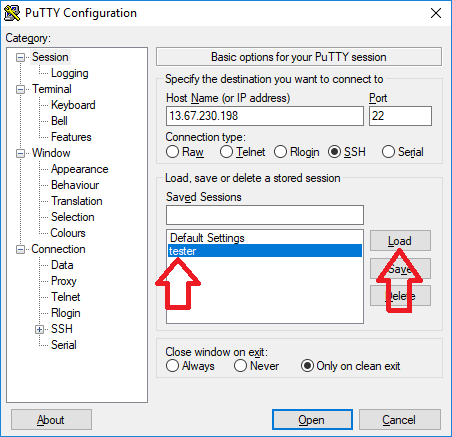 PuTTY Configuration
Category:
Session
Logging
Terminal
Keyboard
Bell
Features
Window
Appearance
Behaviour
Translation
Selection
Colours
Connection
Data
Proxy
Telnet
Rlogin
SSH
Serial
Basic options for your PuTTY session
Specify the destination you want to connect to
Host Name (or IP address) Port
13.67.230.198 22
Connection type:
Raw Telnet Rlogin SSH Serial
Load, save or delete a stored session
Saved Sessions
Default Settings
tester
Load
Save
Delete
Close window on exit:
Always Never Only on clean exit
About Open Cancel